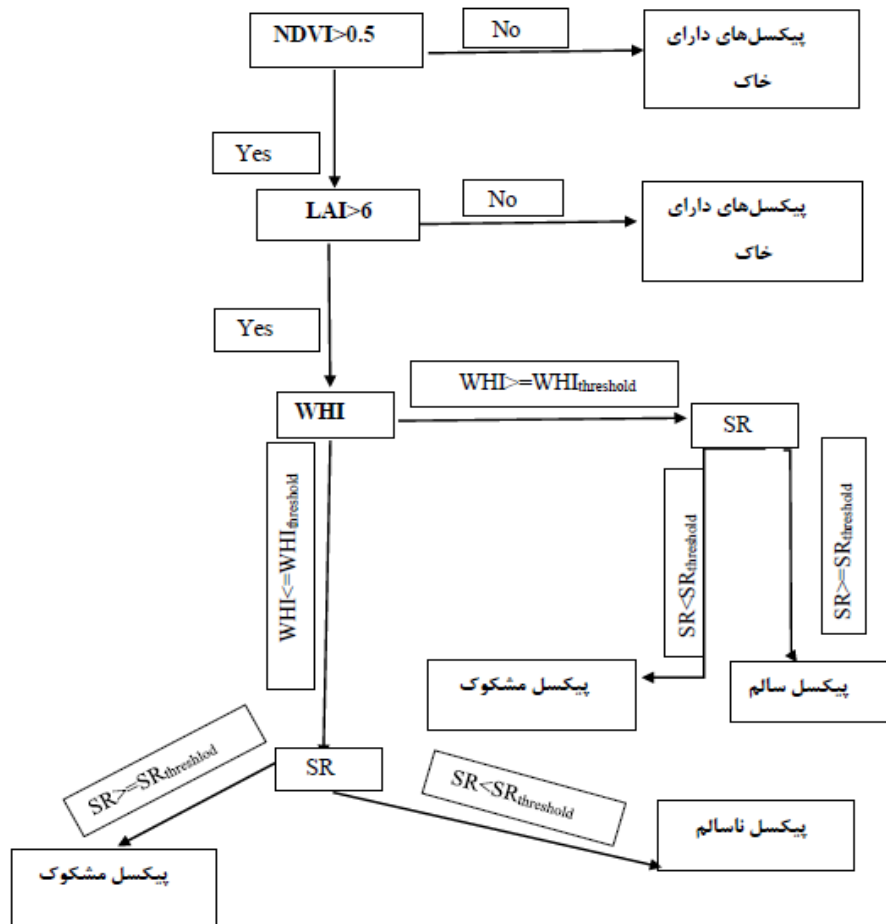 NDVI>0.5
No
پیکسل‌های دارای
خاک
Yes
LAI>6
No
پیکسل‌های دارای
خاک
Yes
WHI
WHI>=WHIthreshold
SR
WHI<=WHIthreshold
SR<SRthreshold
SR>=SRthreshold
پیکسل مشکوک
پیکسل سالم
SR
SR>=SRthreshlod
SR<SRthreshold
پیکسل ناسالم
پیکسل مشکوک